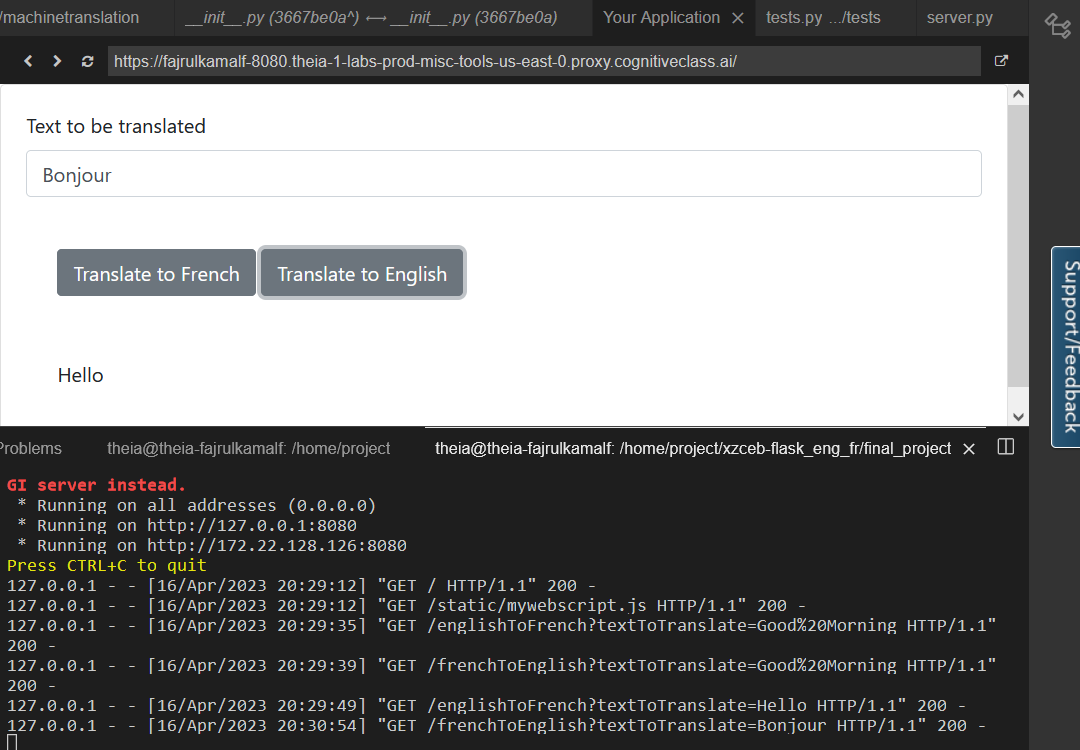 /machinetranslation __init__.py (3667be0a^) ⟷ __init__.py (3667be0a) Your Application tests.py .../tests server.py
https://fajrulkamalf-8080.theia-1-labs-prod-misc-tools-us-east-0.proxy.cognitiveclass.ai/
Text to be translated
Bonjour
Translate to French Translate to English
Hello
Support/Feedback
Problems theia@theia-fajrulkamalf: /home/project theia@theia-fajrulkamalf: /home/project/xzceb-flask_eng_fr/final_project
GI server instead.
* Running on all addresses (0.0.0.0)
* Running on http://127.0.0.1:8080
* Running on http://172.22.128.126:8080
Press CTRL+C to quit
127.0.0.1 - - [16/Apr/2023 20:29:12] "GET / HTTP/1.1" 200 -
127.0.0.1 - - [16/Apr/2023 20:29:12] "GET /static/mywebscript.js HTTP/1.1" 200 -
127.0.0.1 - - [16/Apr/2023 20:29:35] "GET /englishToFrench?textToTranslate=Good%20Morning HTTP/1.1"
200 -
127.0.0.1 - - [16/Apr/2023 20:29:39] "GET /frenchToEnglish?textToTranslate=Good%20Morning HTTP/1.1"
200 -
127.0.0.1 - - [16/Apr/2023 20:29:49] "GET /englishToFrench?textToTranslate=Hello HTTP/1.1" 200 -
127.0.0.1 - - [16/Apr/2023 20:30:54] "GET /frenchToEnglish?textToTranslate=Bonjour HTTP/1.1" 200 -